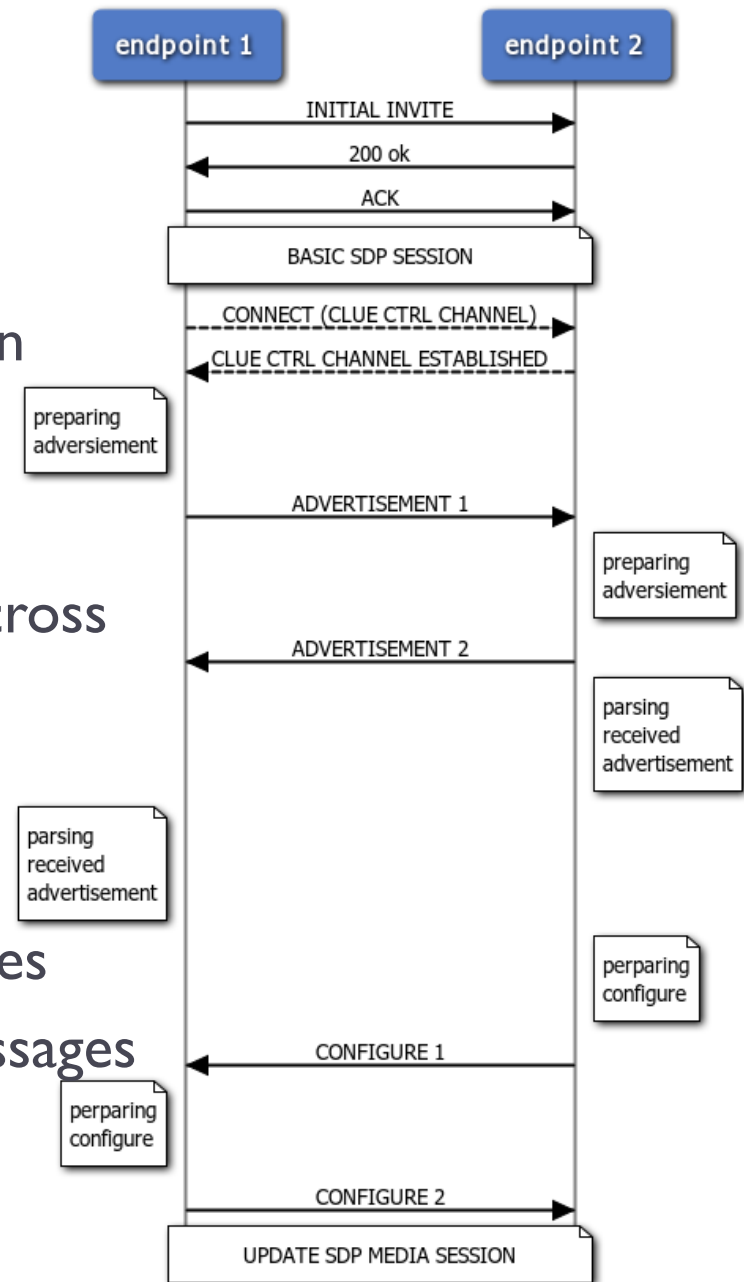 endpoint 1
endpoint 2
INITIAL INVITE
200 ok
ACK
BASIC SDP SESSION
CONNECT (CLUE CTRL CHANNEL)
n
CLUE CTRL CHANNEL ESTABLISHED
preparing
adversiement
ADVERTISEMENT 1
preparing
adversiement
cross
ADVERTISEMENT 2
parsing
received
advertisement
parsing
received
advertisement
es
perparing
configure
ssages
CONFIGURE 1
perparing
configure
CONFIGURE 2
UPDATE SDP MEDIA SESSION